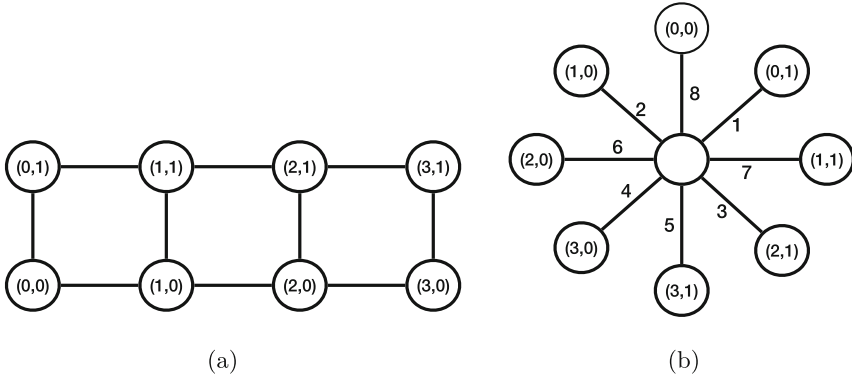 (0,1) (1,1) (2,1) (3,1)
(0,0) (1,0) (2,0) (3,0)
(a)
(0,0)
(1,0) (0,1)
2 8 1
(2,0) 6 7 (1,1)
4 5 3
(3,0) (2,1)
(3,1)
(b)